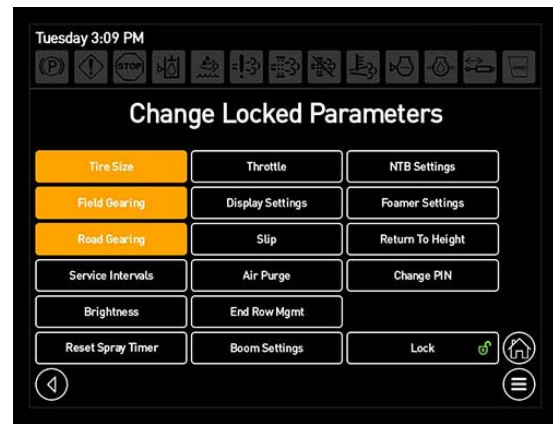 Tuesday 3:09 PM
(P) STOP
Change Locked Parameters
Tire Size Throttle NTB Settings
Field Gearing Display Settings Foamer Settings
Road Gearing Slip Return To Height
Service Intervals Air Purge Change PIN
Brightness End Row Mgmt
Reset Spray Timer Boom Settings Lock